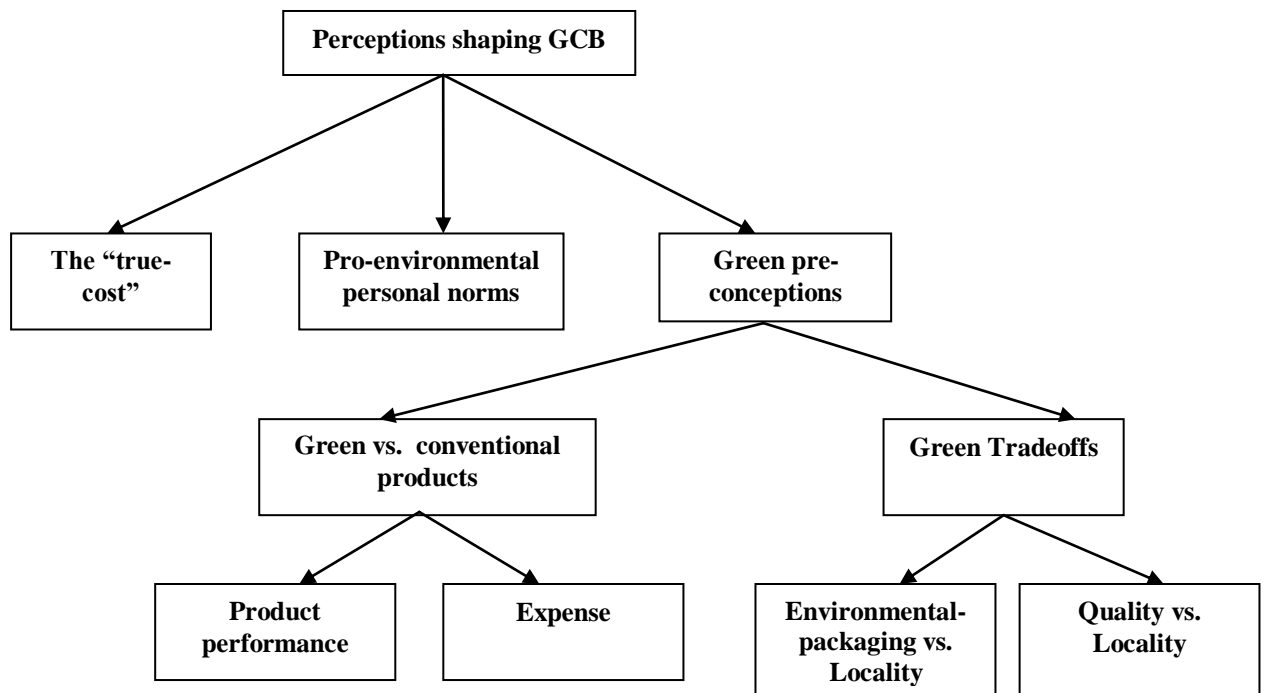 Perceptions shaping GCB
The “true-
cost”
Pro-environmental
personal norms
Green pre-
conceptions
Green vs. conventional
products
Green Tradeoffs
Product
performance
Expense
Environmental-
packaging vs.
Locality
Quality vs.
Locality